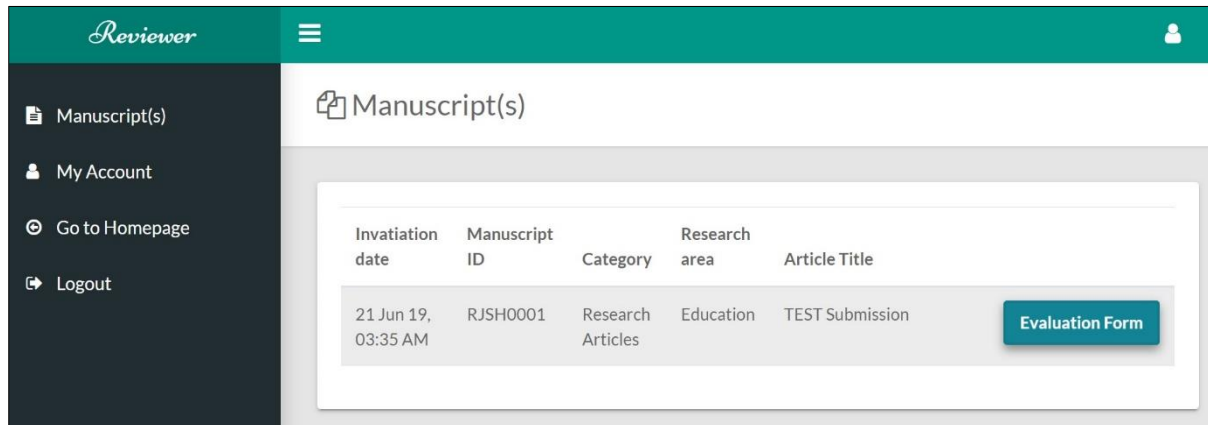 Reviewer
Manuscript(s)
My Account
Go to Homepage
Logout
Manuscript(s)
Invatiation date
Manuscript ID
Category
Research area
Article Title
21 Jun 19, 03:35 AM
RJSH0001
Research Articles
Education
TEST Submission
Evaluation Form